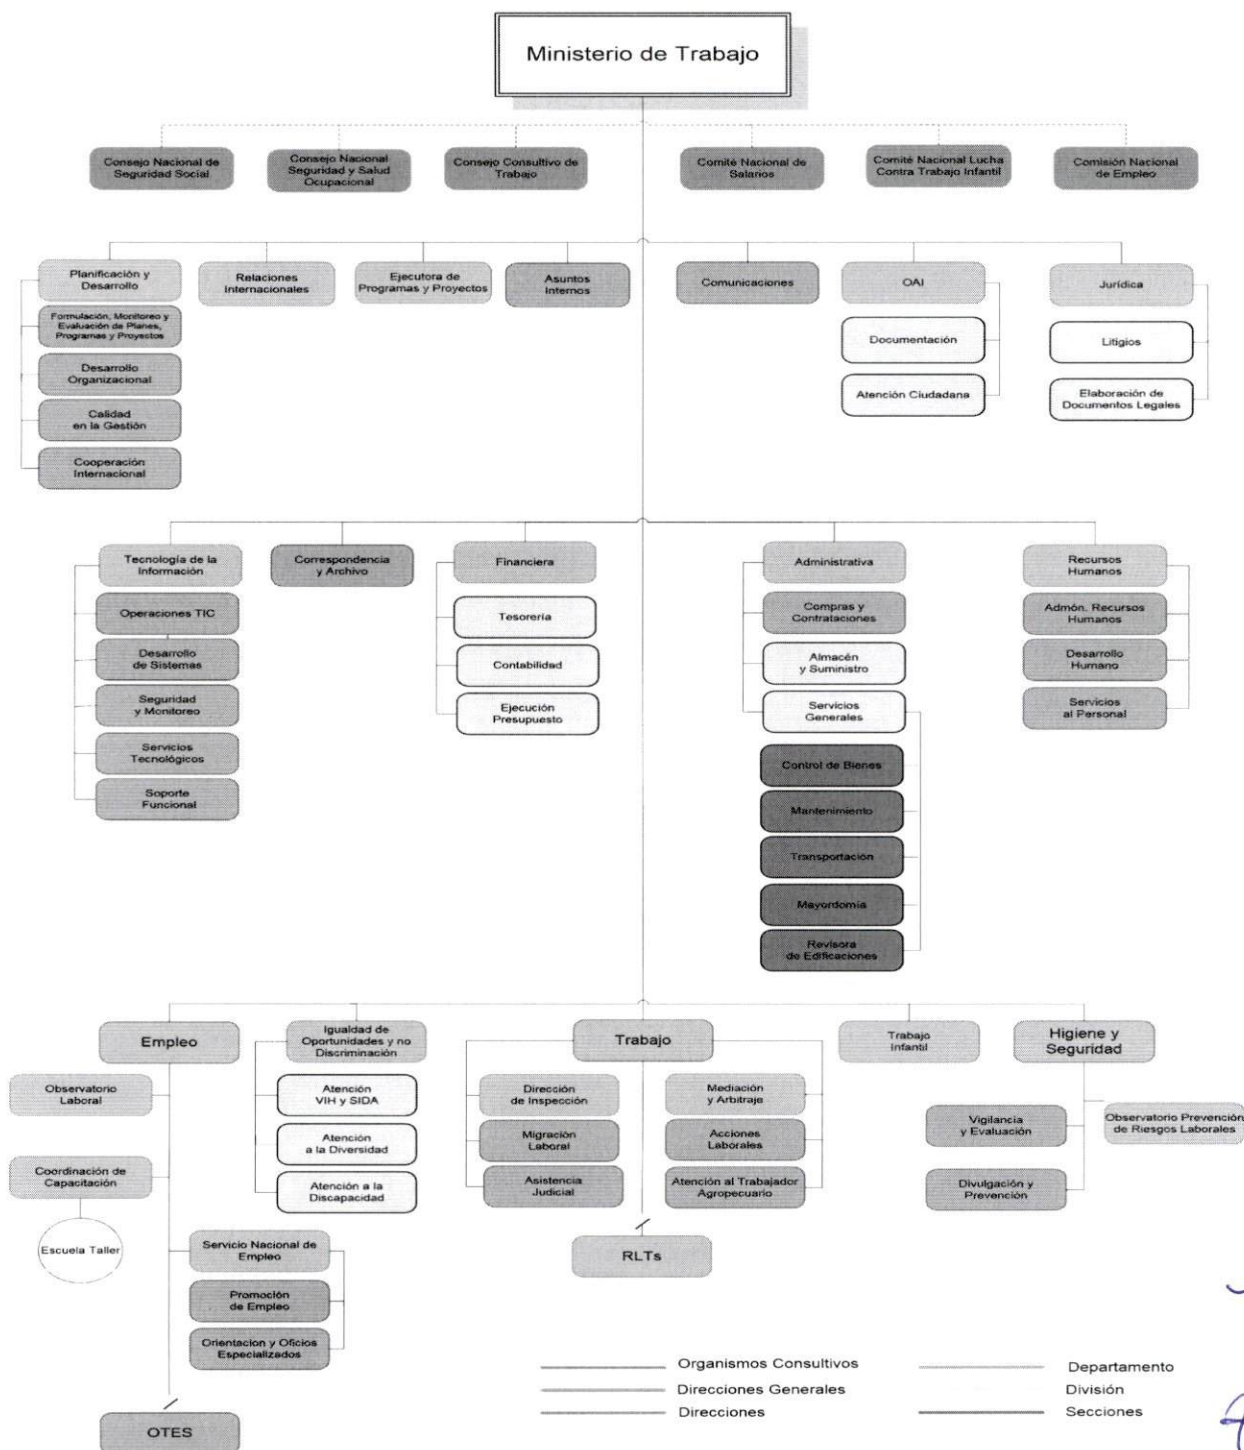 Ministerio de Trabajo
Consejo Nacional de
Seguridad Social
Consejo Nacional
Seguridad y Salud
Ocupacional
Consejo Consultivo de
Trabajo
Comité Nacional de
Salarios
Comité Nacional Lucha
Contra Trabajo Infantil
Comisión Nacional
de Empleo
Planificación y
Desarrollo
Formulación, Monitoreo y
Evaluación de Planes,
Programas y Proyectos
Desarrollo
Organizacional
Calidad
en la Gestión
Cooperación
Internacional
Relaciones
Internacionales
Ejecutora de
Programas y Proyectos
Asuntos
Internos
Comunicaciones
OAI
Documentación
Atención Ciudadana
Jurídica
Litigios
Elaboración de
Documentos Legales
Tecnología de la
Información
Operaciones TIC
Desarrollo
de Sistemas
Seguridad
y Monitoreo
Servicios
Tecnológicos
Soporte
Funcional
Correspondencia
y Archivo
Financiera
Tesorería
Contabilidad
Ejecución
Presupuesto
Administrativa
Compras y
Contrataciones
Almacén
y Suministro
Servicios
Generales
Control de Bienes
Mantenimiento
Transportación
Mayordomía
Revisora
de Edificaciones
Recursos
Humanos
Admón. Recursos
Humanos
Desarrollo
Humano
Servicios
al Personal
Empleo
Observatorio
Laboral
Coordinación de
Capacitación
Escuela Taller
Servicio Nacional de
Empleo
Promoción
de Empleo
Orientacion y Oficios
Especializados
OTES
Igualdad de
Oportunidades y no
Discriminación
Atención
VIH y SIDA
Atención
a la Diversidad
Atención a la
Discapacidad
Trabajo
Dirección
de Inspección
Migración
Laboral
Asistencia
Judicial
Mediación
y Arbitraje
Acciones
Laborales
Atención al Trabajador
Agropecuario
RLTs
Trabajo
Infantil
Higiene y
Seguridad
Vigilancia
y Evaluación
Divulgación y
Prevención
Observatorio Prevención
de Riesgos Laborales
Organismos Consultivos
Direcciones Generales
Direcciones
Departamento
División
Secciones